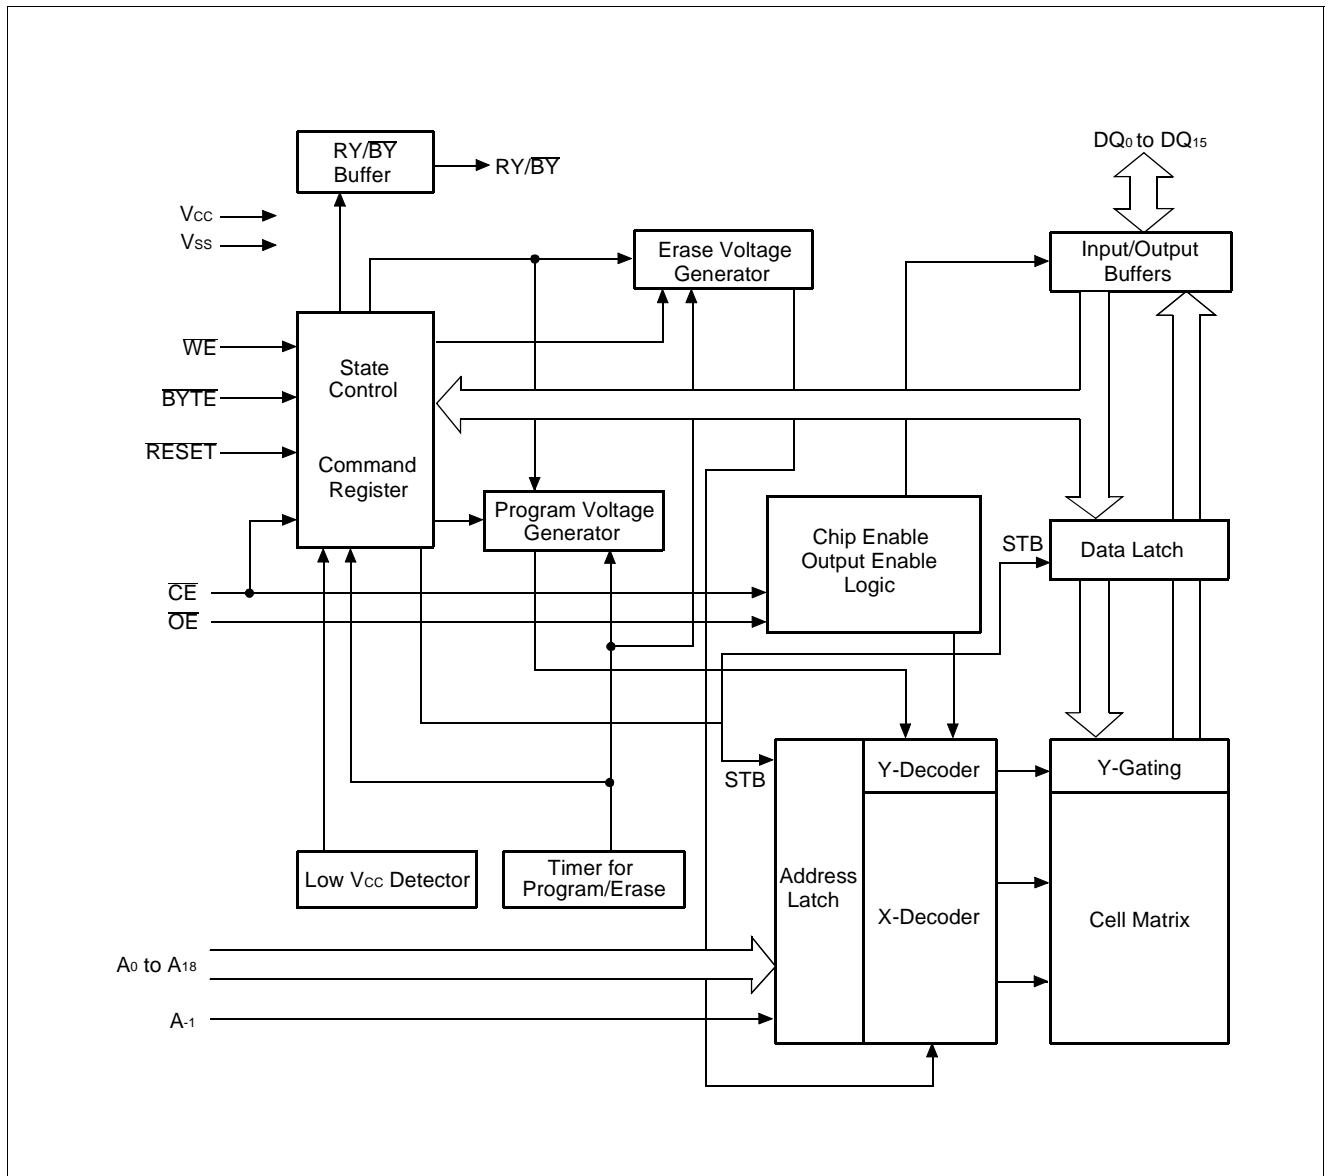 RY/BY
Buffer
RY/BY
DQ0 to DQ15
VCC
VSS
Erase Voltage
Generator
Input/Output
Buffers
WE
State
Control
BYTE
RESET
Command
Register
Program Voltage
Generator
Chip Enable
Output Enable
Logic
STB
Data Latch
CE
OE
STB
Y-Decoder
Y-Gating
Low VCC Detector
Timer for
Program/Erase
Address
Latch
X-Decoder
Cell Matrix
A0 to A18
A-1